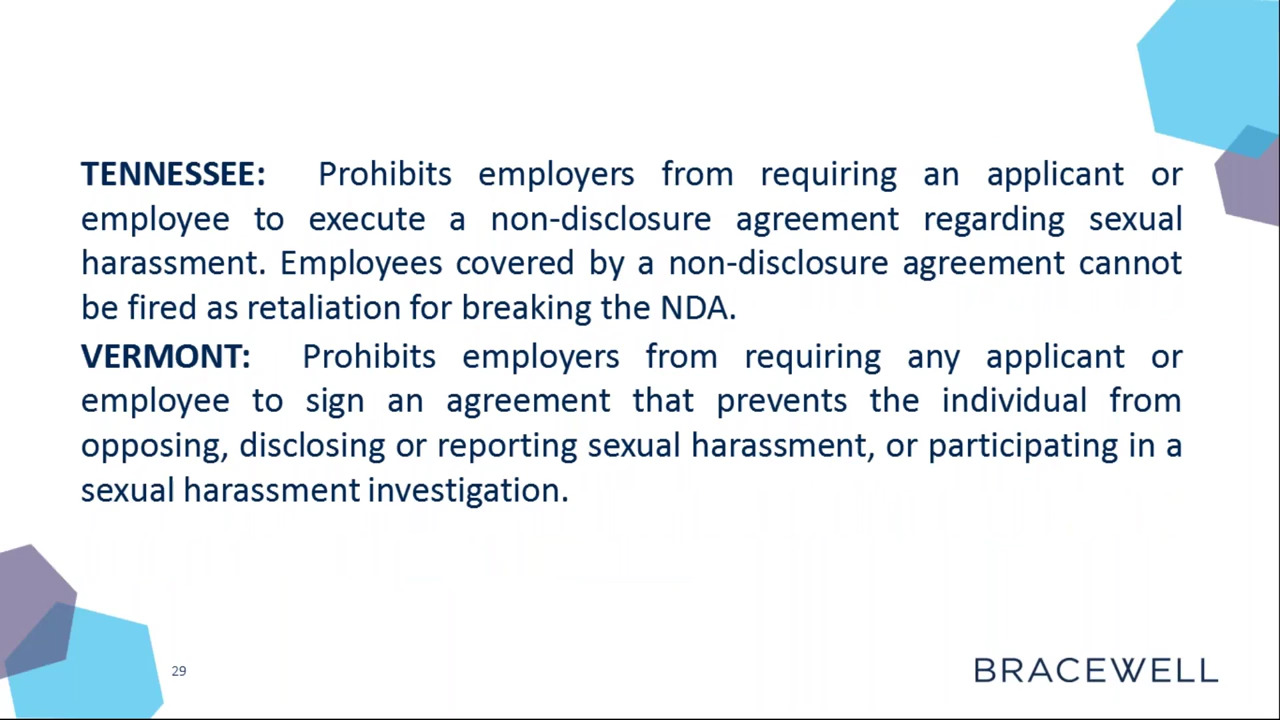 TENNESSEE: Prohibits employers from requiring an applicant or
employee to execute a non-disclosure agreement regarding sexual
harassment. Employees covered by a non-disclosure agreement cannot
be fired as retaliation for breaking the NDA.
VERMONT: Prohibits employers from requiring any applicant or
employee to sign an agreement that prevents the individual from
opposing, disclosing or reporting sexual harassment, or participating in a
sexual harassment investigation.
29
BRACEWELL